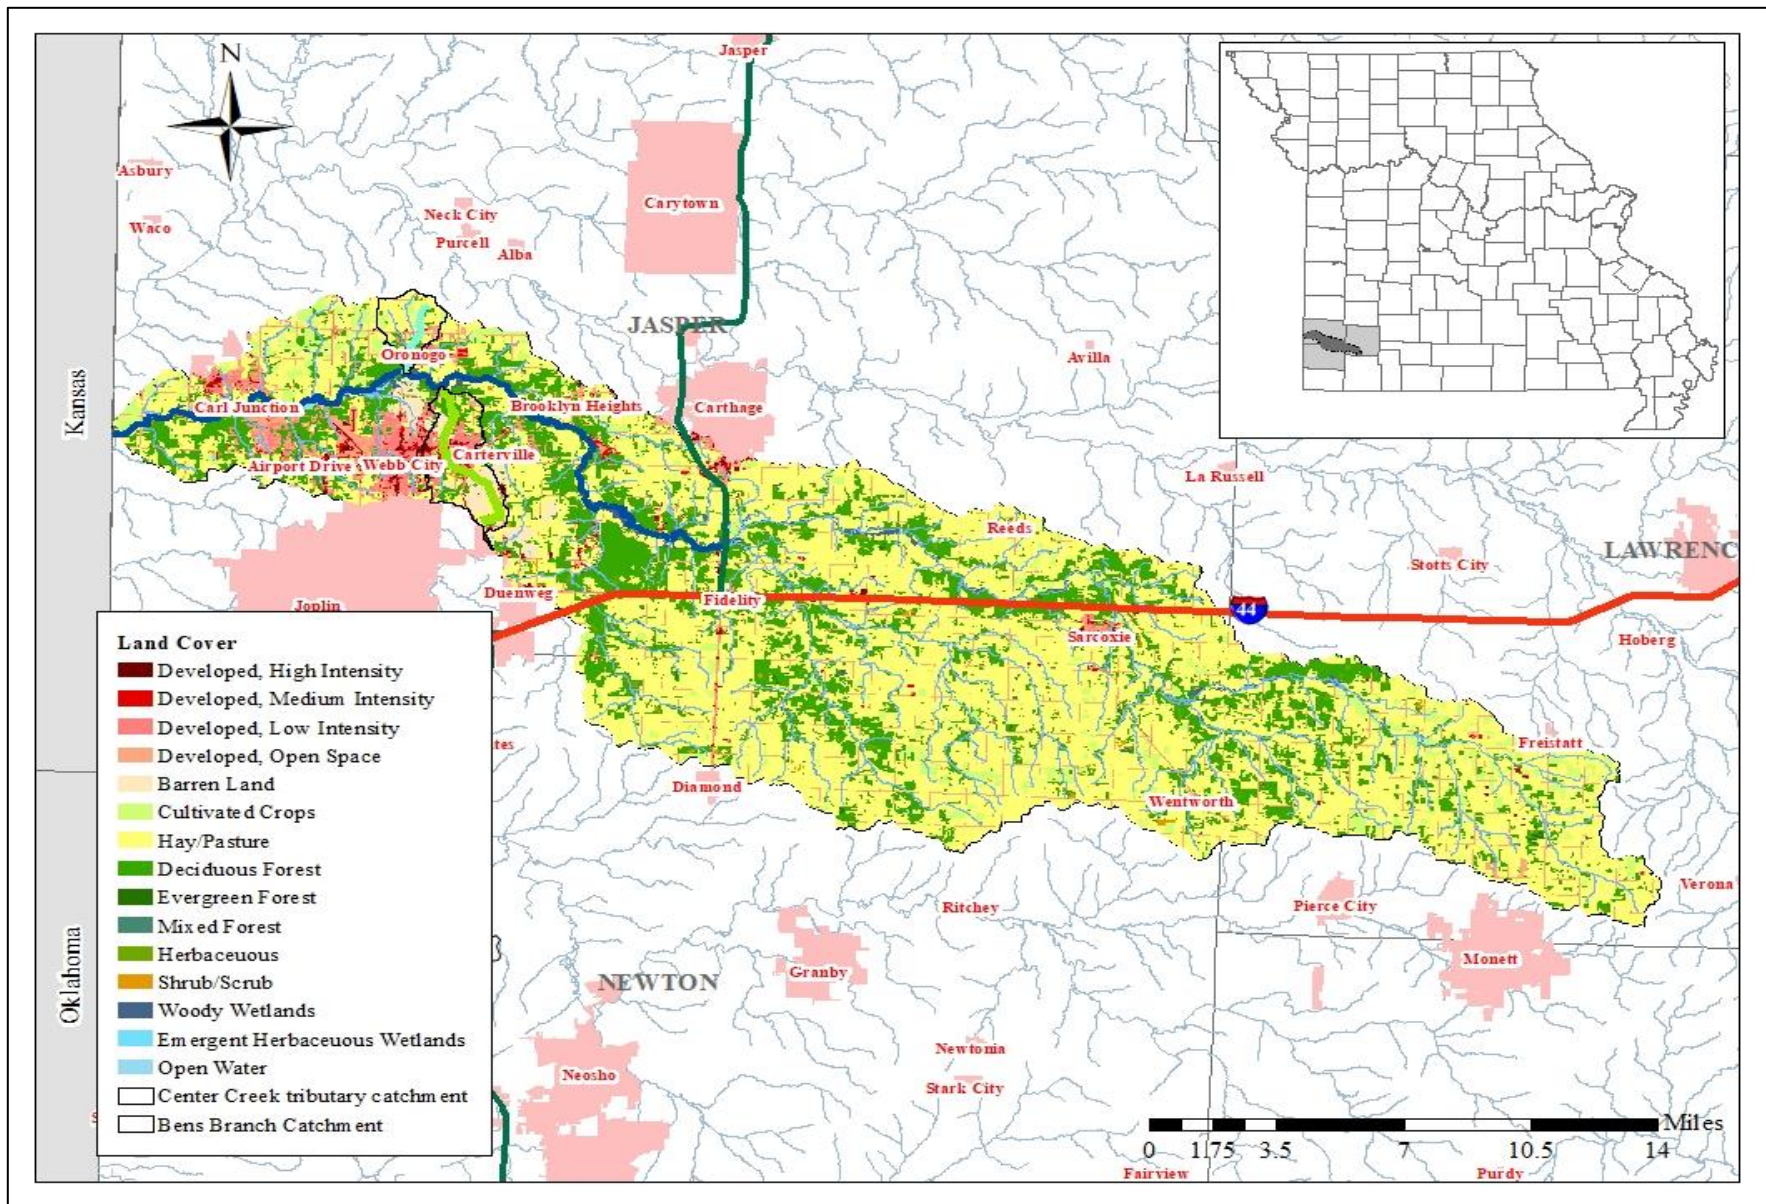 N
Jasper
Asbury
Waco
Neck City
Purcell
Alba
Carytown
JASPER
Avilla
Oronogo
Kansas
Carl Junction
Brooklyn Heights
Carthage
Airport Drive
Webb City
Carterville
La Russell
Reeds
LAWRENC
Stotts City
Duenweg
Fidelity
44
Joplin
Sarcoxie
Hoberg
Land Cover
Developed, High Intensity
Developed, Medium Intensity
Developed, Low Intensity
Developed, Open Space
Barren Land
Cultivated Crops
Hay/Pasture
Deciduous Forest
Evergreen Forest
Mixed Forest
Herbaceuous
Shrub/Scrub
Woody Wetlands
Emergent Herbaceuous Wetlands
Open Water
Center Creek tributary catchment
Bens Branch Catchment
Freistatt
Diamond
Wentworth
Verona
Pierce City
Ritchey
Oklahoma
NEWTON
Granby
Monett
Newtonia
Neosho
Stark City
Miles
0 1.75 3.5 7 10.5 14
Fairview
Purdy